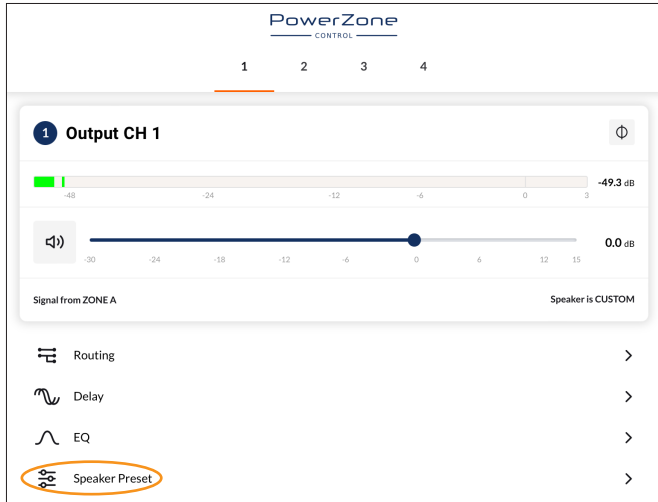 PowerZone
CONTROL
1 2 3 4
1 Output CH 1
-49.3 dB
-48 -24 -12 -6 0 3
0.0 dB
-30 -24 -18 -12 -6 0 6 12 15
Signal from ZONE A Speaker is CUSTOM
Routing
Delay
EQ
Speaker Preset